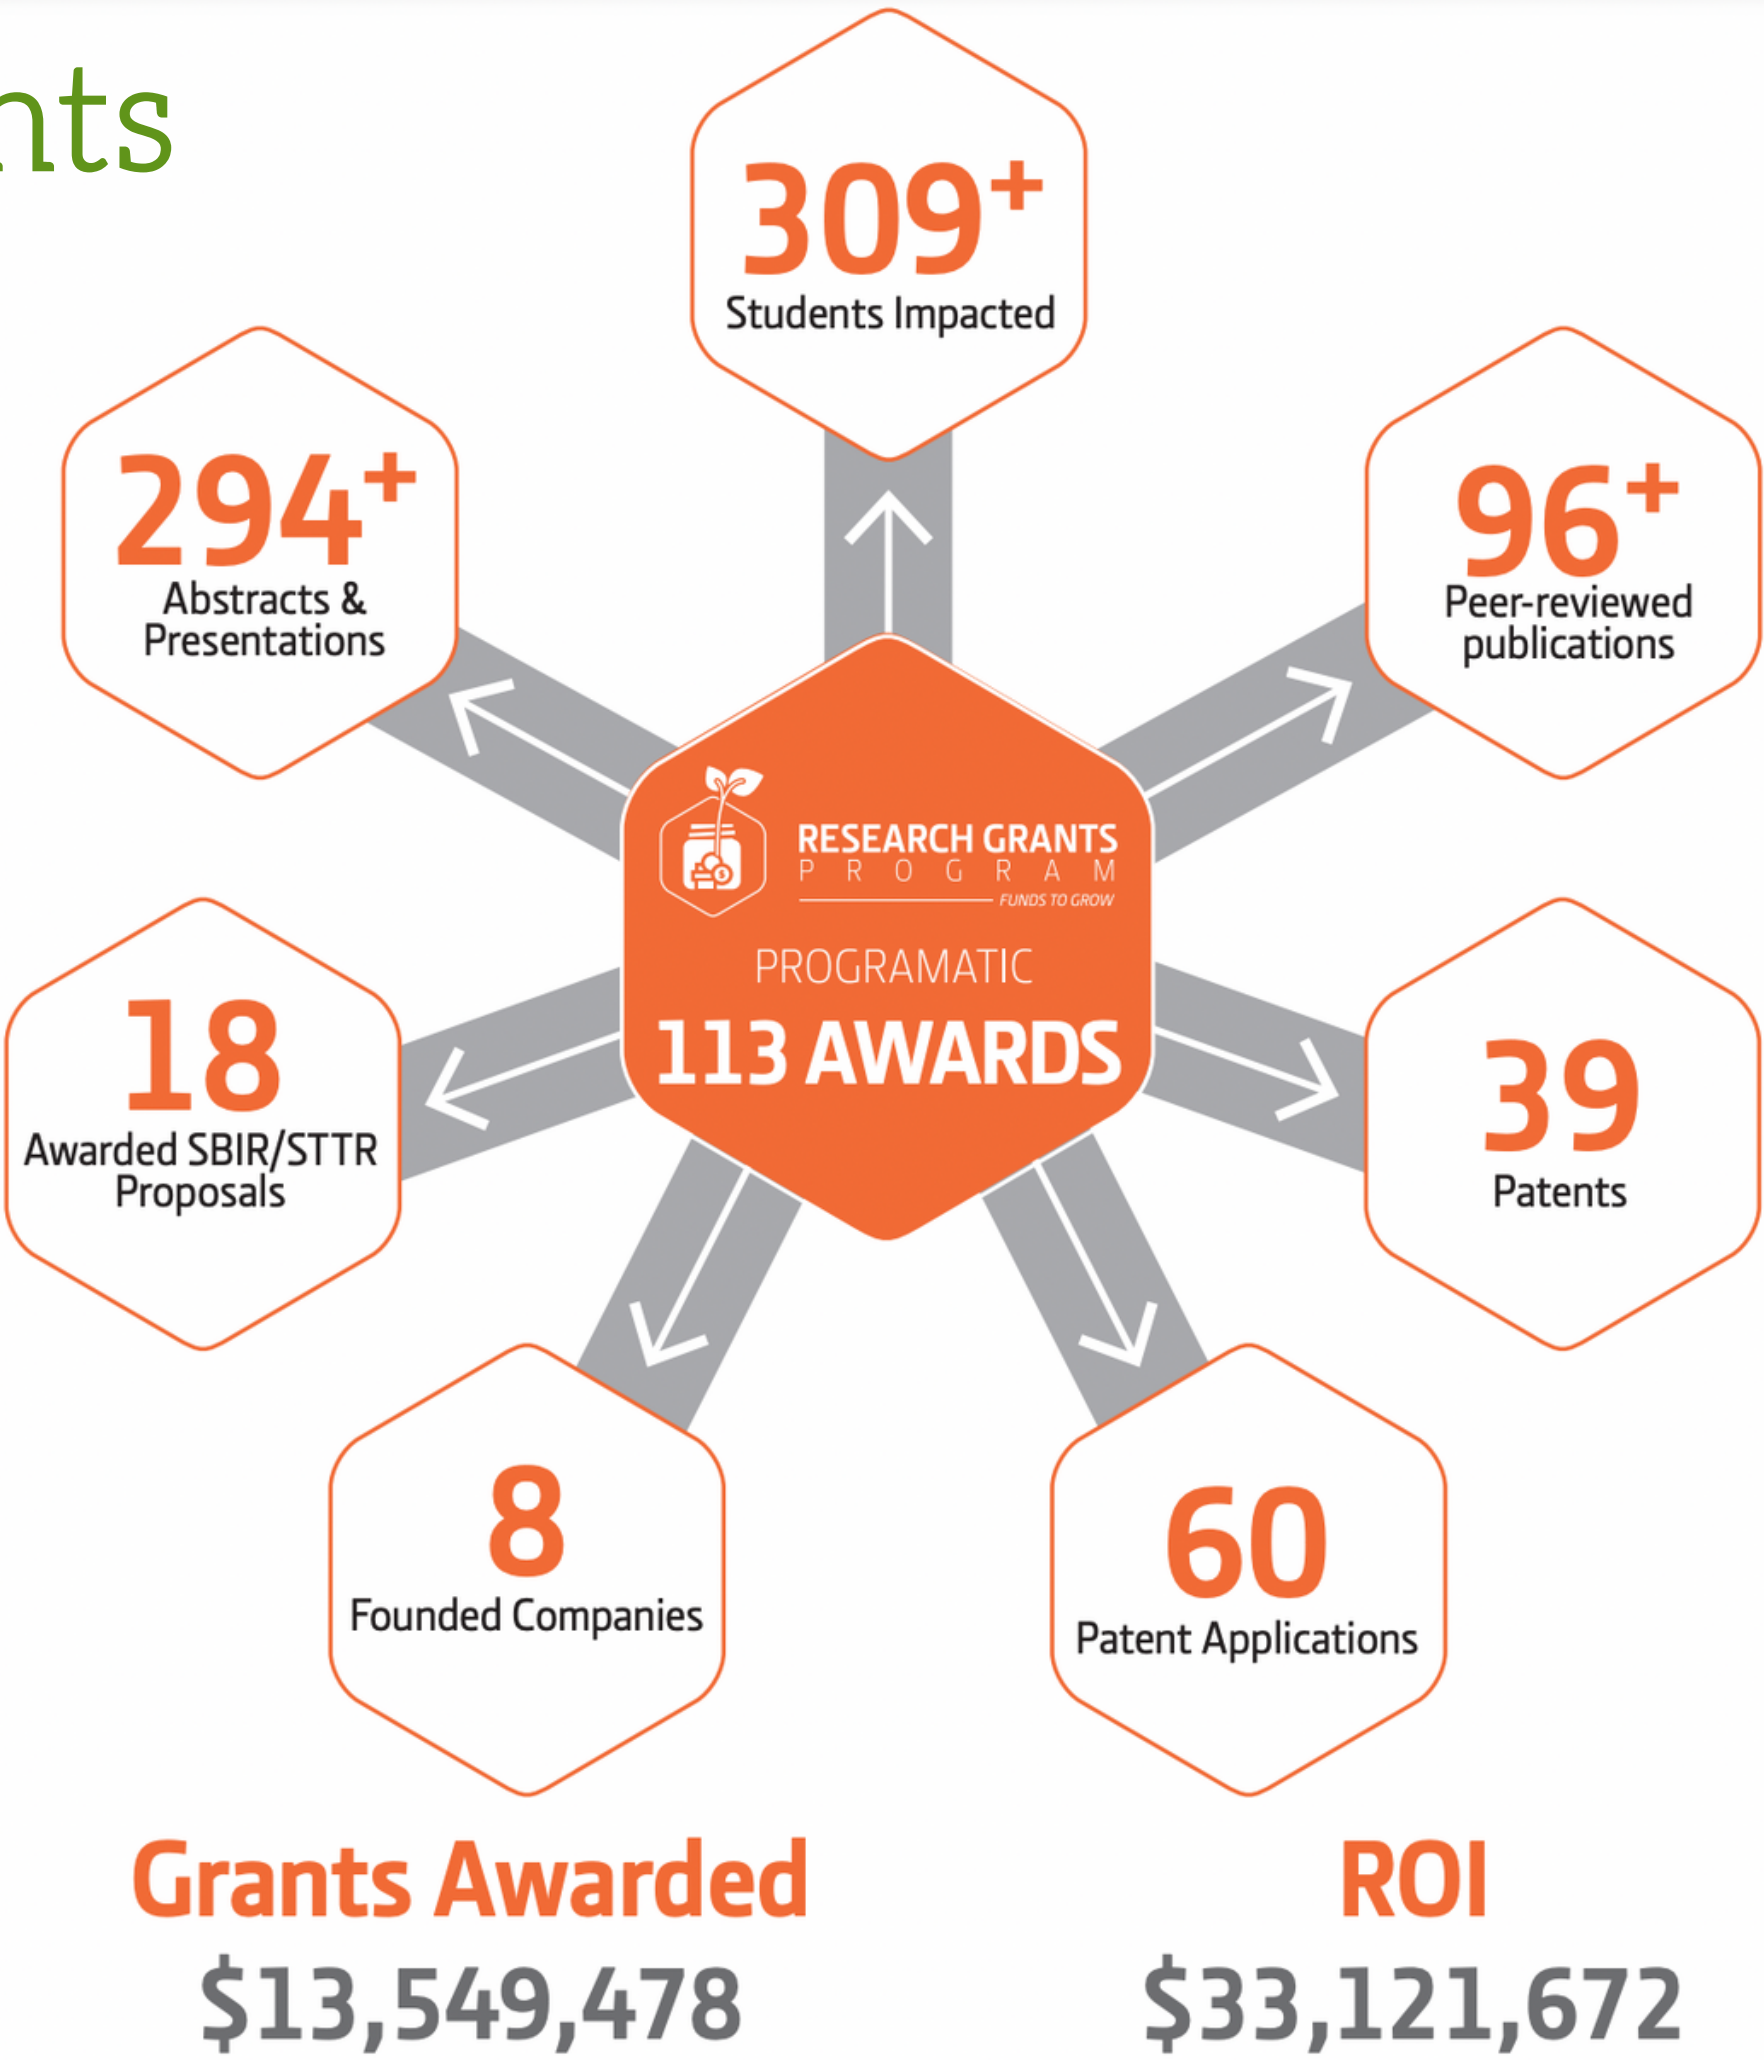 nts
309+
Students Impacted
294+
Abstracts &
Presentations
96+
Peer-reviewed
publications
RESEARCH GRANTS
PROGRAM
FUNDS TO GROW
PROGRAMATIC
113 AWARDS
18
Awarded SBIR/STTR
Proposals
39
Patents
8
Founded Companies
60
Patent Applications
Grants Awarded
$13,549,478
ROI
$33,121,672